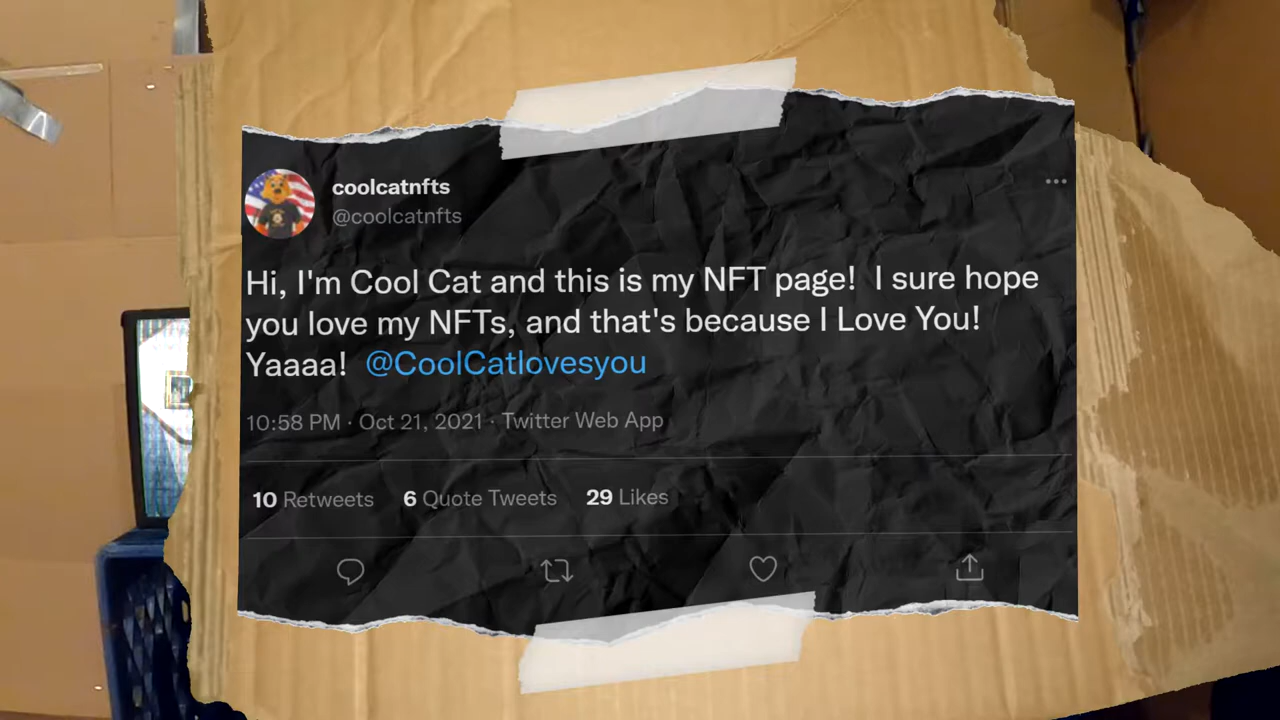 coolcatnfts
@coolcatnfts
Hi, I'm Cool Cat and this is my NFT page!  I sure hope
you love my NFTs, and that's because I Love You!
Yaaaa!  @CoolCatlovesyou
10:58 PM · Oct 21, 2021 · Twitter Web App
10 Retweets 6 Quote Tweets 29 Likes